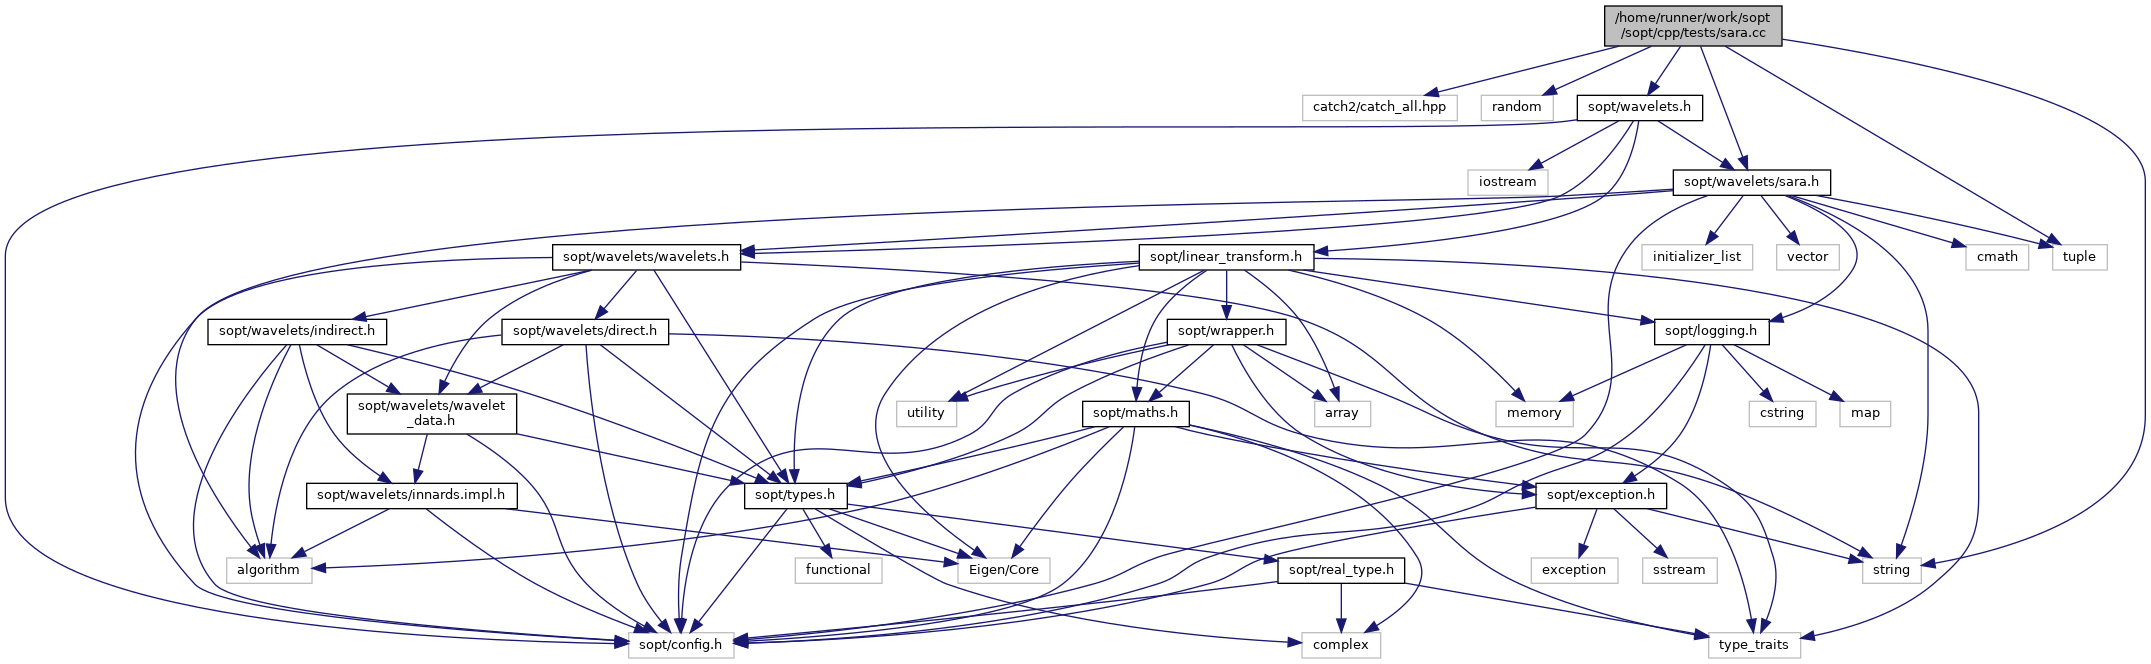 /home/runner/work/sopt
/sopt/cpp/tests/sara.cc
catch2/catch_all.hpp
random
sopt/wavelets.h
iostream
sopt/wavelets/sara.h
sopt/wavelets/wavelets.h
sopt/linear_transform.h
initializer_list
vector
cmath
tuple
sopt/wavelets/indirect.h
sopt/wavelets/direct.h
sopt/wrapper.h
sopt/logging.h
sopt/wavelets/wavelet
_data.h
utility
sopt/maths.h
array
memory
cstring
map
sopt/wavelets/innards.impl.h
sopt/types.h
sopt/exception.h
algorithm
functional
Eigen/Core
sopt/real_type.h
exception
sstream
string
sopt/config.h
complex
type_traits